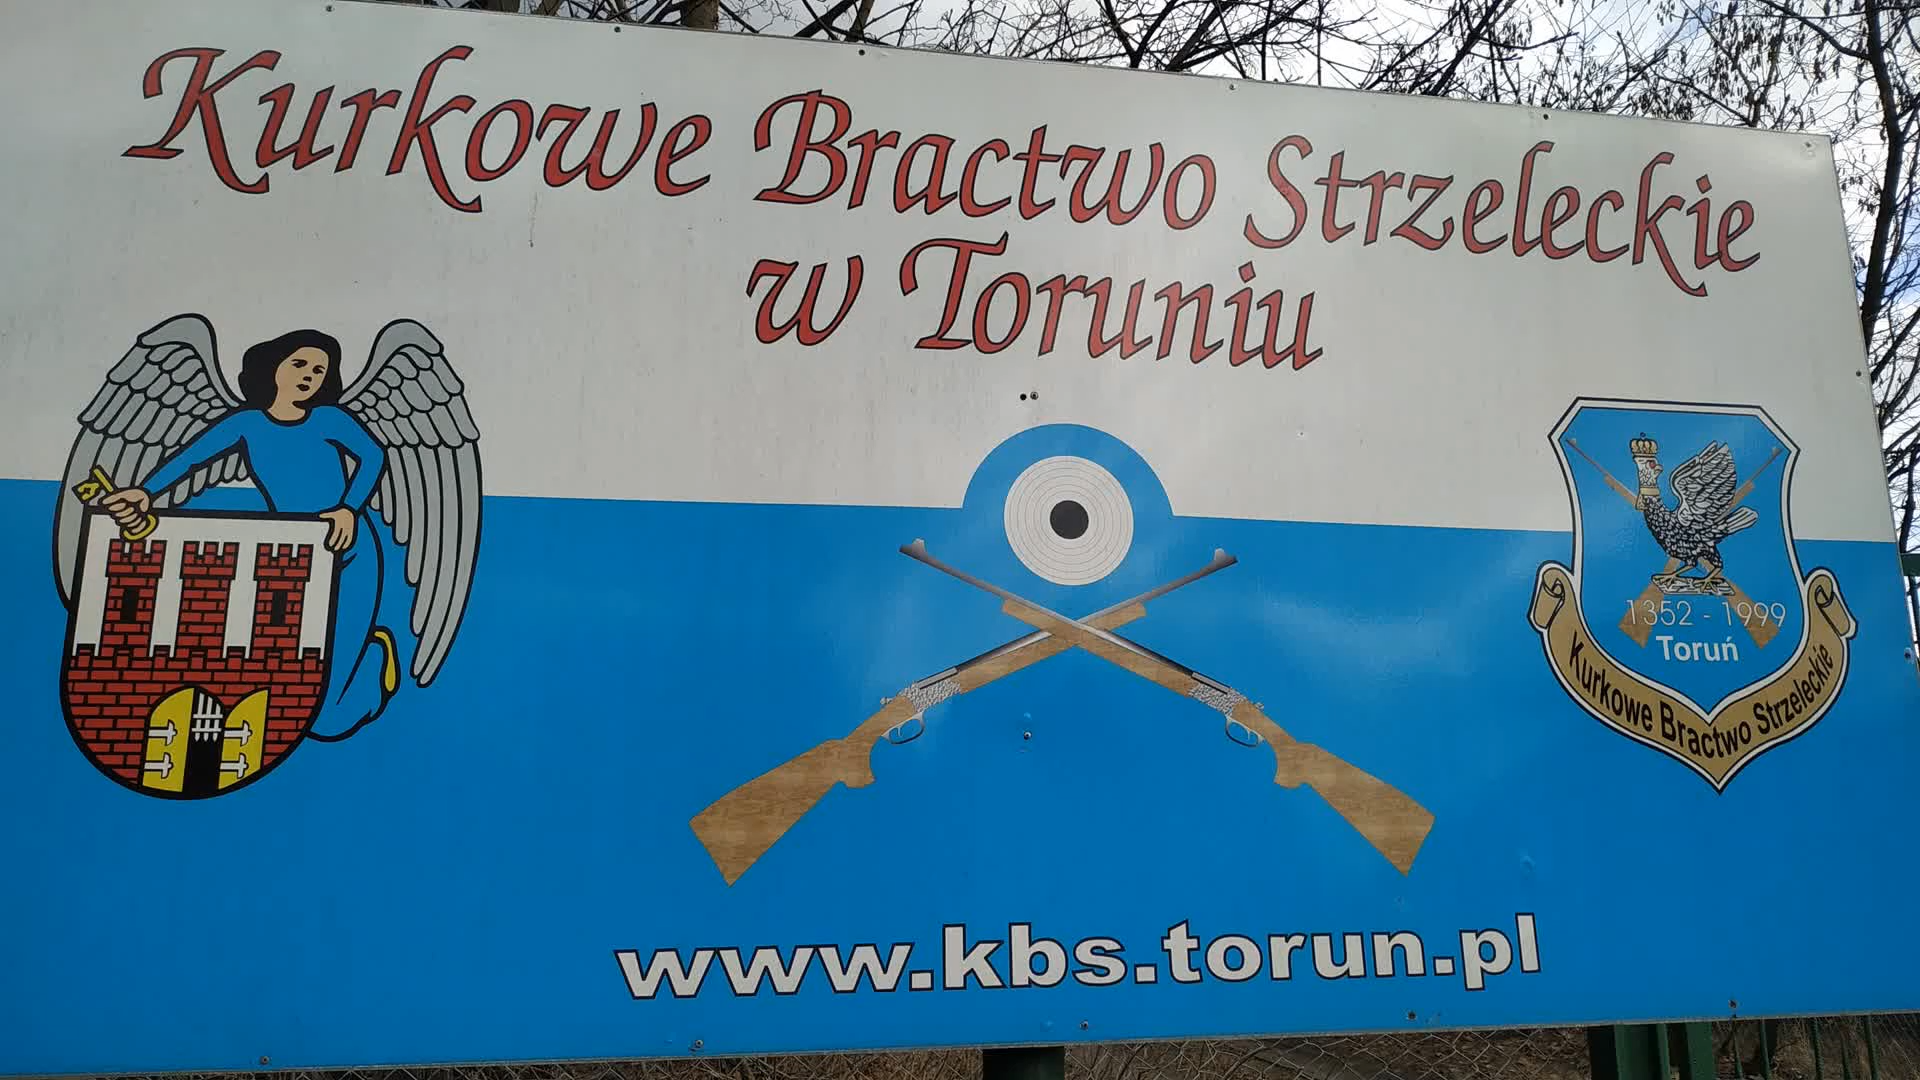 Kurkowe Bractwo Strzeleckie
w Toruniu
1352 - 1999
Toruń
Kurkowe Bractwo Strzeleckie
www.kbs.torun.pl